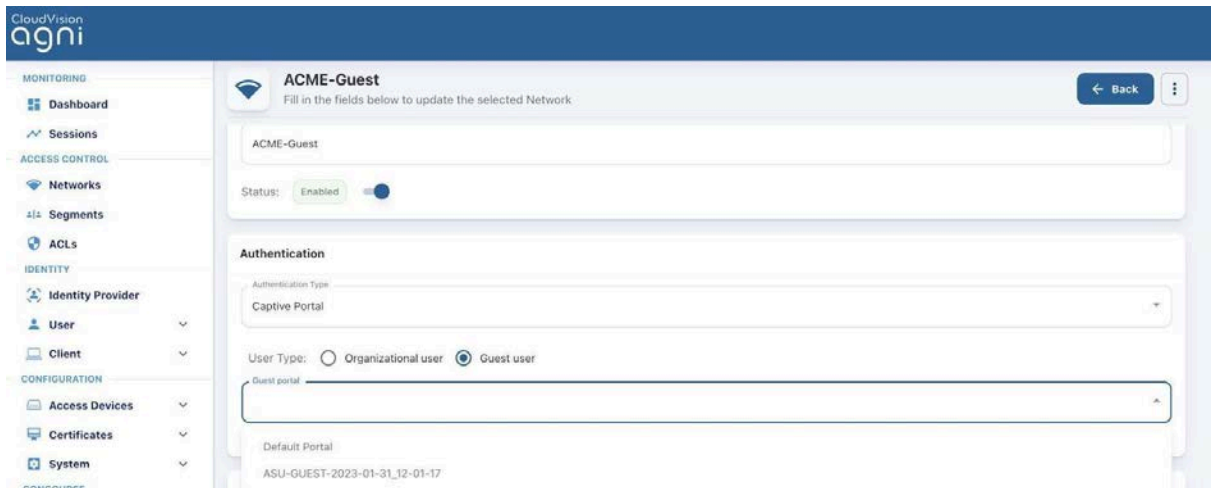 CloudVision
agni
MONITORING
Dashboard
Sessions
ACCESS CONTROL
Networks
Segments
ACLs
IDENTITY
Identity Provider
User
Client
CONFIGURATION
Access Devices
Certificates
System
ACME-Guest
Fill in the fields below to update the selected Network
Back
ACME-Guest
Status: Enabled
Authentication
Authentication Type
Captive Portal
User Type: Organizational user Guest user
Guest portal
Default Portal
ASU-GUEST-2023-01-31_12-01-17